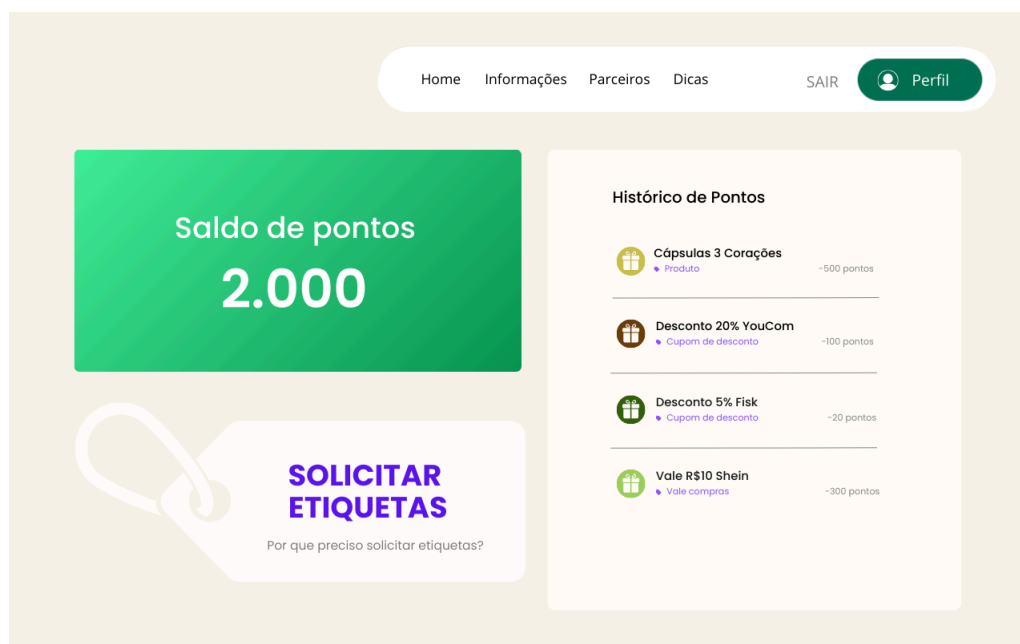 Home Informações Parceiros Dicas SAIR Perfil
Saldo de pontos
2.000
SOLICITAR
ETIQUETAS
Por que preciso solicitar etiquetas?
Histórico de Pontos
Cápsulas 3 Corações
Produto -500 pontos
Desconto 20% YouCom
Cupom de desconto -100 pontos
Desconto 5% Fisk
Cupom de desconto -20 pontos
Vale R$10 Shein
Vale compras -300 pontos